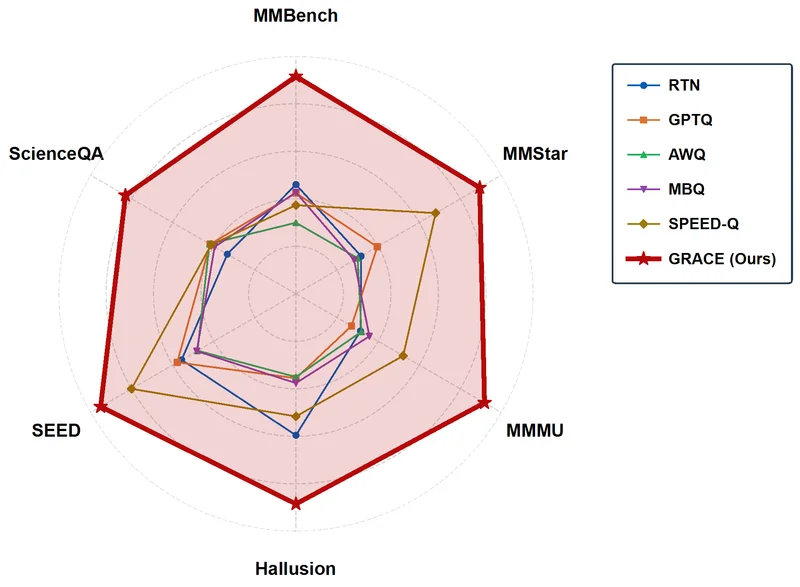 MMBench
ScienceQA
MMStar
SEED
MMMU
Hallusion
RTN
GPTQ
AWQ
MBQ
SPEED-Q
GRACE (Ours)